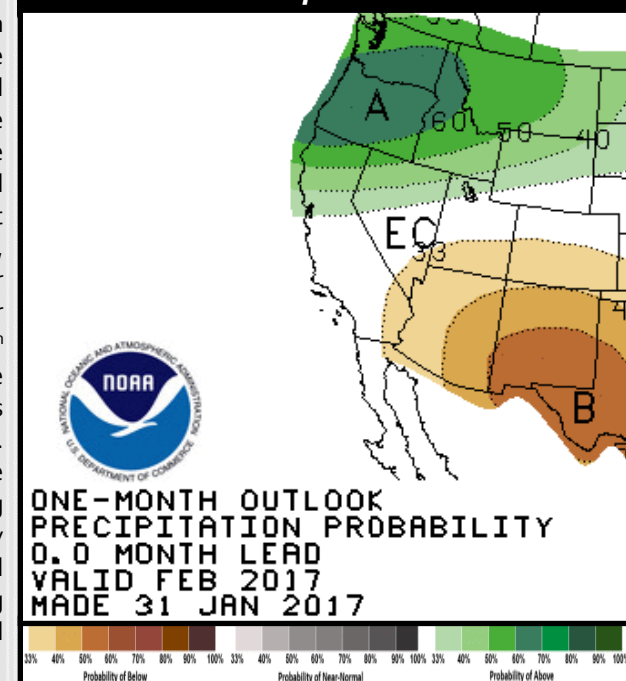 A
60
50
40
EC
33
4
B
NATIONAL OCEANIC AND ATMOSPHERIC ADMINISTRATION
NOAA
U.S. DEPARTMENT OF COMMERCE
ONE-MONTH OUTLOOK
PRECIPITATION PROBABILITY
0.0 MONTH LEAD
VALID FEB 2017
MADE 31 JAN 2017
33% 40% 50% 60% 70% 80% 90% 100% 33% 40% 50% 60% 70% 80% 90% 100% 33% 40% 50% 60% 70% 80% 90% 100%
Probability of Below Probability of Near-Normal Probability of Above